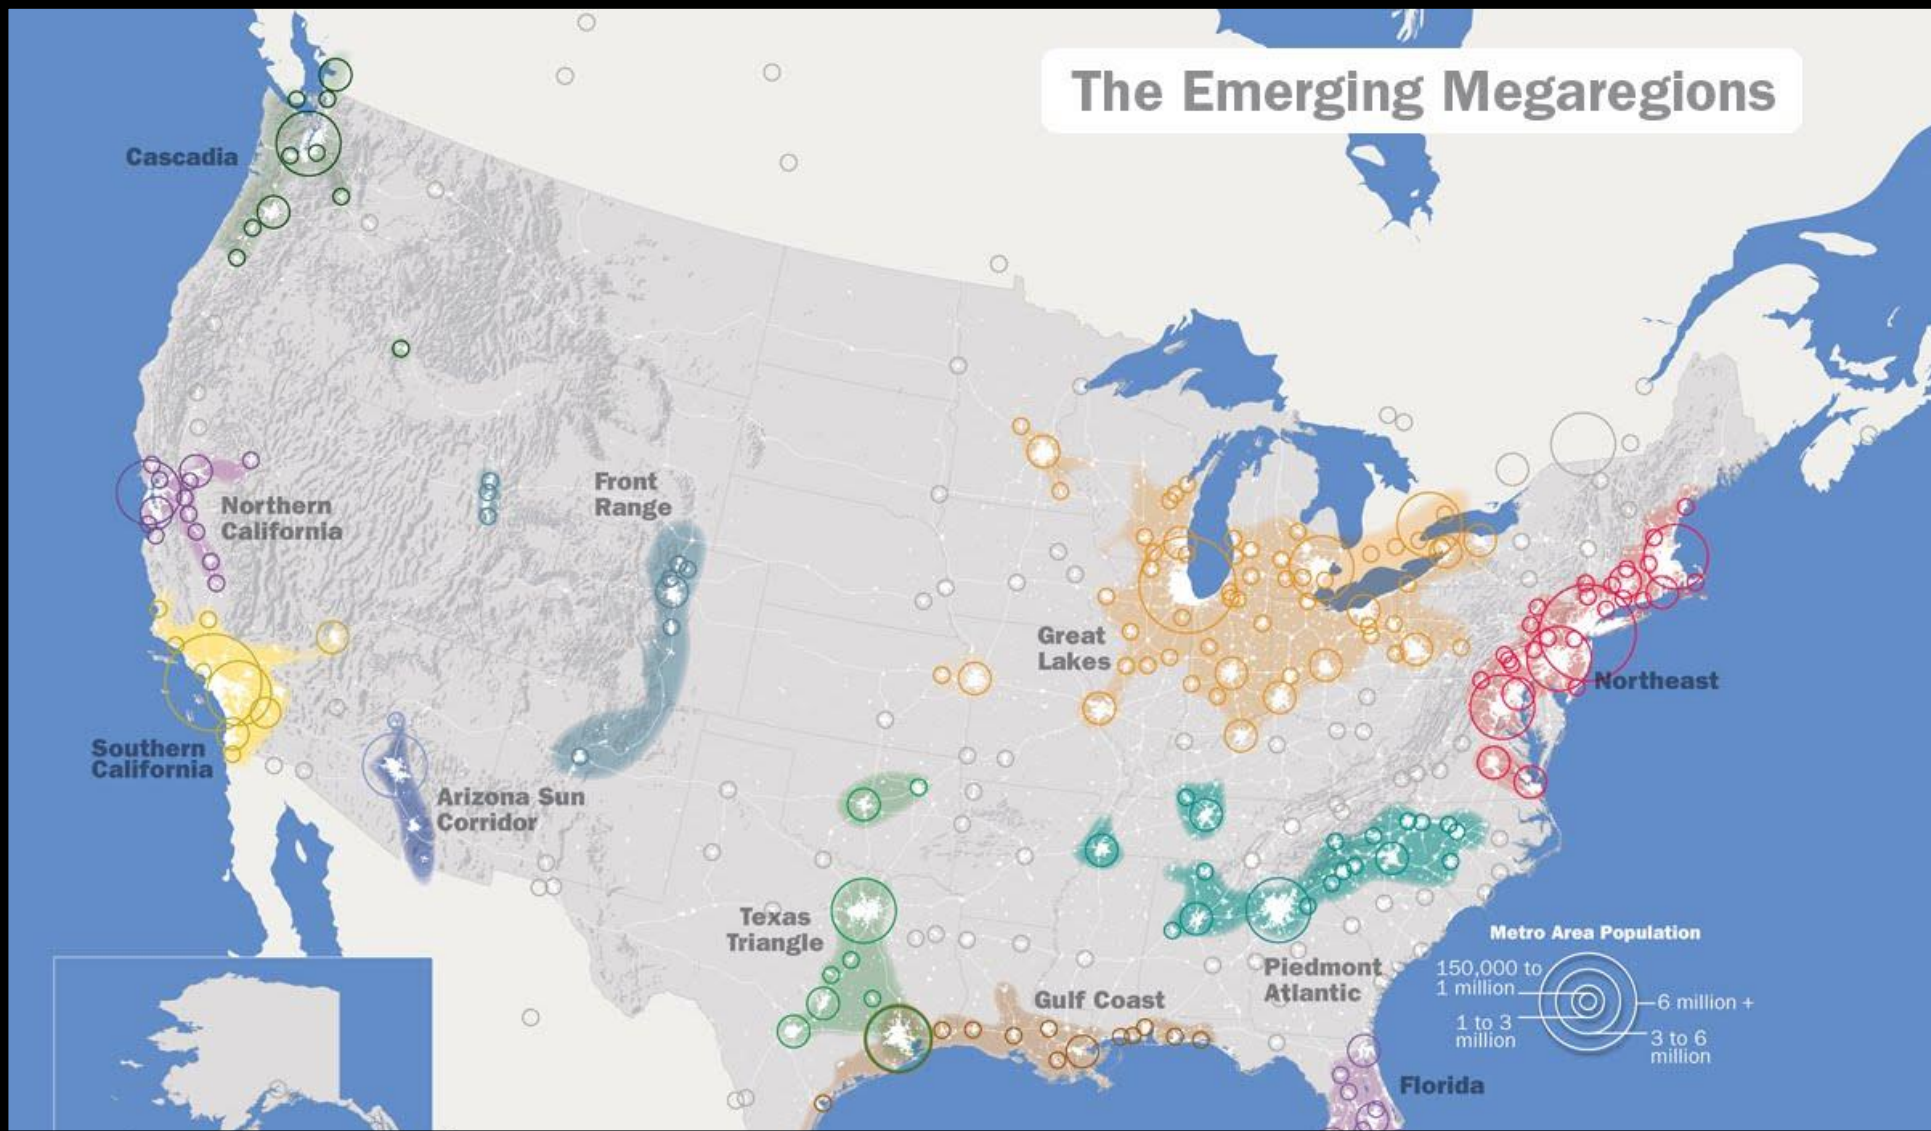 The Emerging Megaregions
Cascadia
Northern
California
Front
Range
Great
Lakes
Northeast
Southern
California
Arizona Sun
Corridor
Texas
Triangle
Gulf Coast
Piedmont
Atlantic
Florida
Metro Area Population
150,000 to
1 million
6 million +
1 to 3
million
3 to 6
million